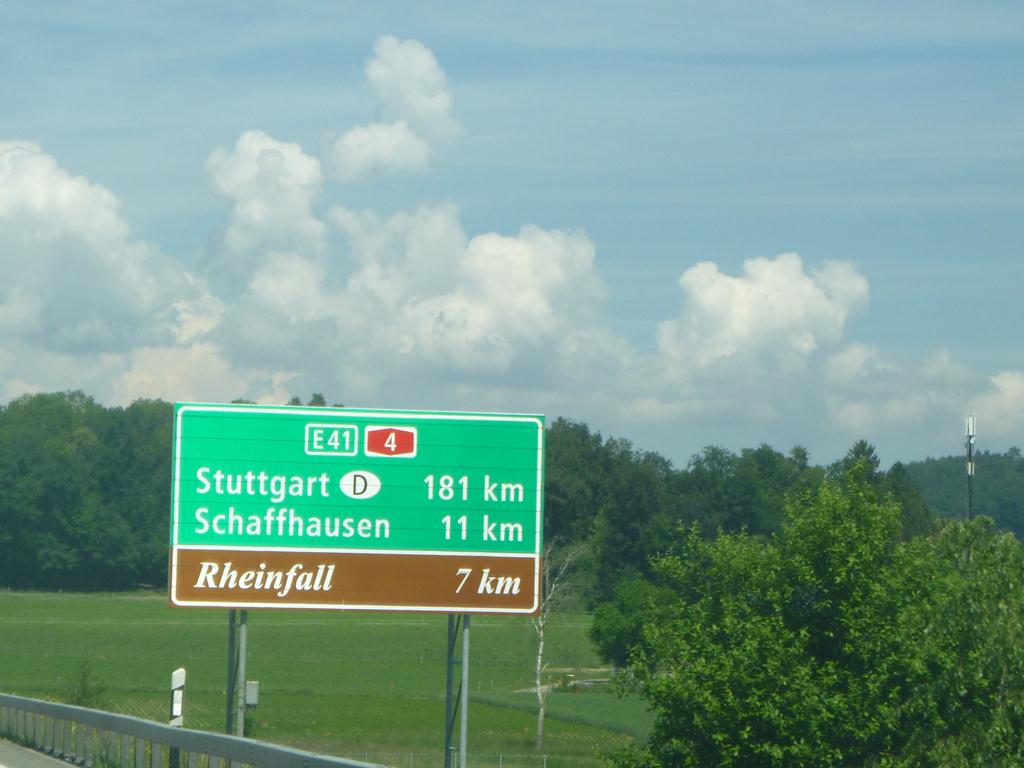 E41 4
Stuttgart D 181 km
Schaffhausen 11 km
Rheinfall 7 km